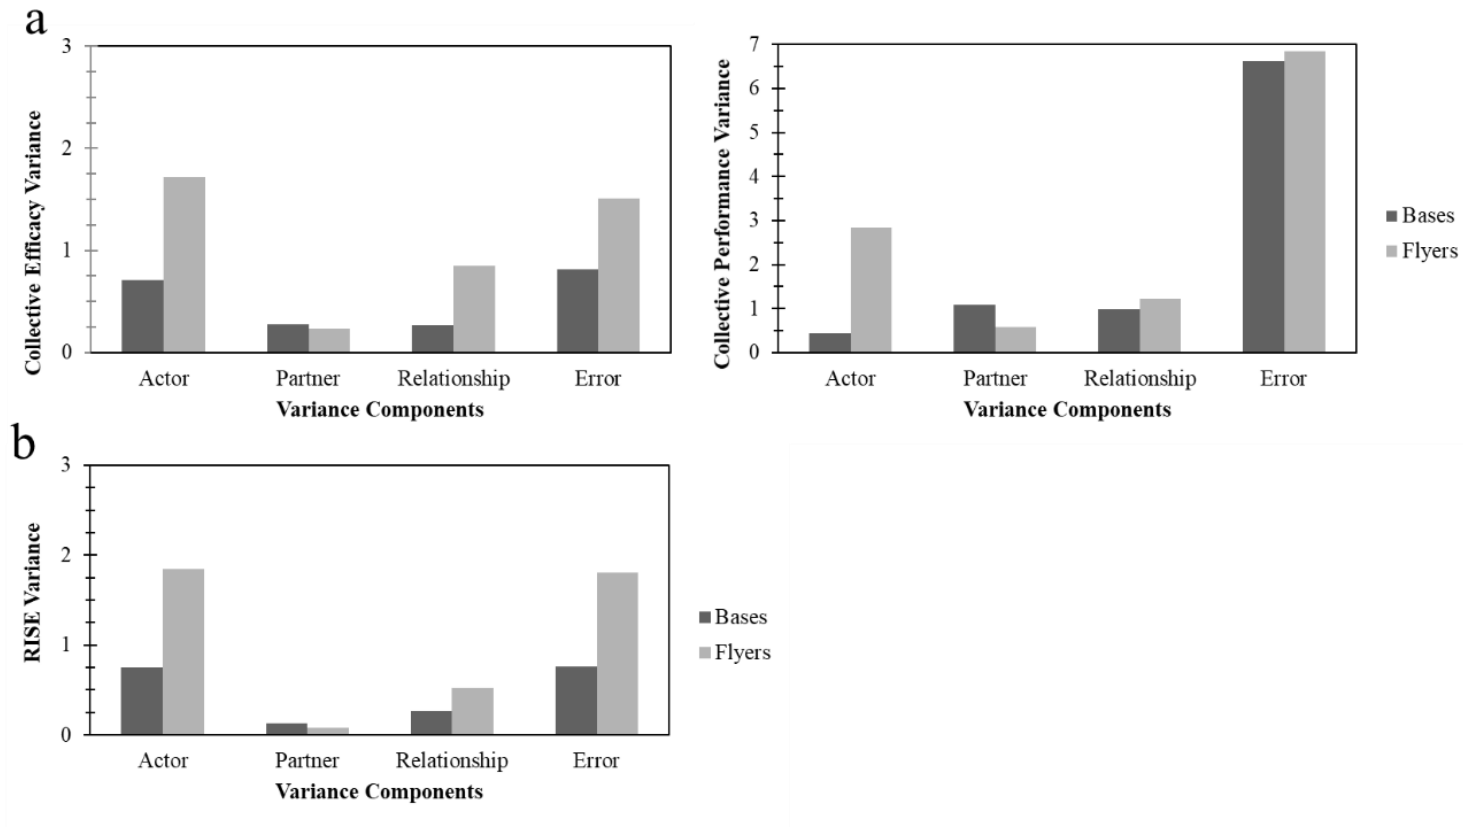 a
Collective Efficacy Variance
3
2
1
0
Actor Partner Relationship Error
Variance Components
Collective Performance Variance
7
6
5
4
3
2
1
0
Actor Partner Relationship Error
Variance Components
Bases
Flyers
b
RISE Variance
3
2
1
0
Actor Partner Relationship Error
Variance Components
Bases
Flyers